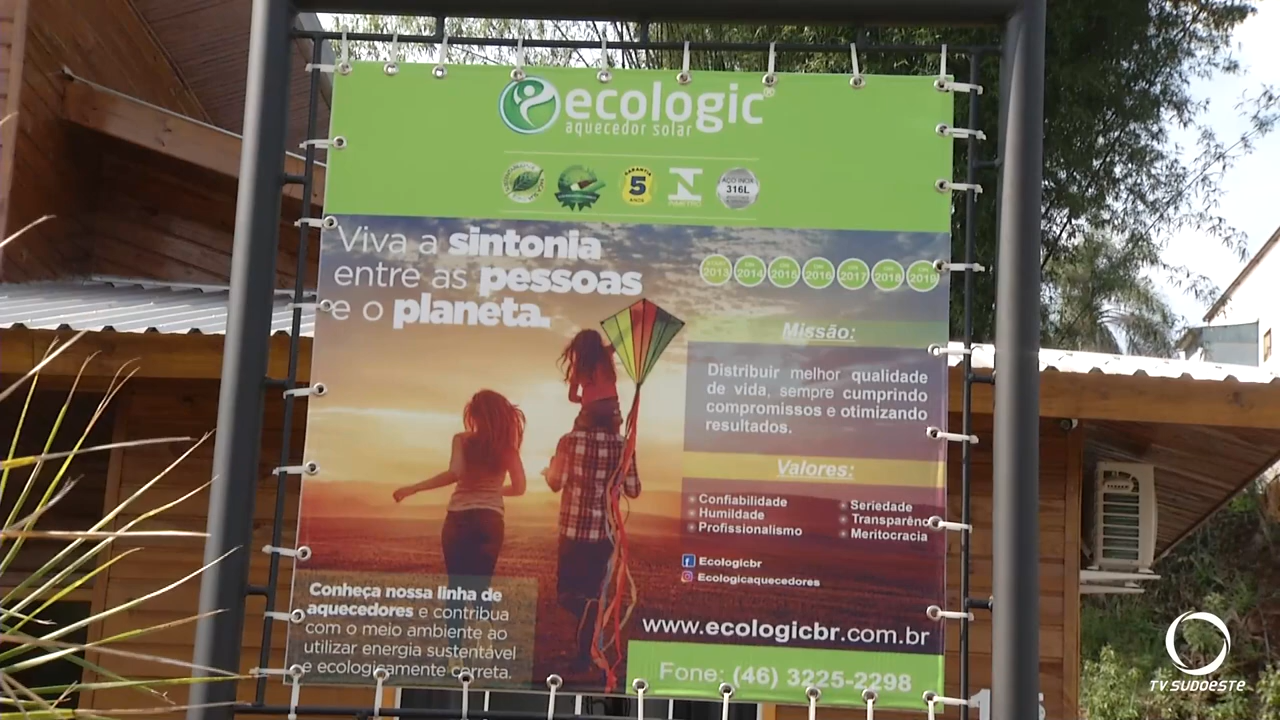 ecologic
aquecedor solar
GARANTIA
5
ANOS
AÇO INOX
316L
Viva a sintonia
entre as pessoas
e o planeta.
2013 2014 2015 2016 2017 2018 2019
Missão:
Distribuir melhor qualidade
de vida, sempre cumprindo
compromissos e otimizando
resultados.
Valores:
Confiabilidade
Humildade
Profissionalismo
Seriedade
Transparênc
Meritocracia
Ecologicbr
Ecologicaquecedores
Conheça nossa linha de
aquecedores e contribua
com o meio ambiente ao
utilizar energia sustentável
e ecologicamente correta.
www.ecologicbr.com.br
Fone: (46) 3225-2298
TV SUDOESTE